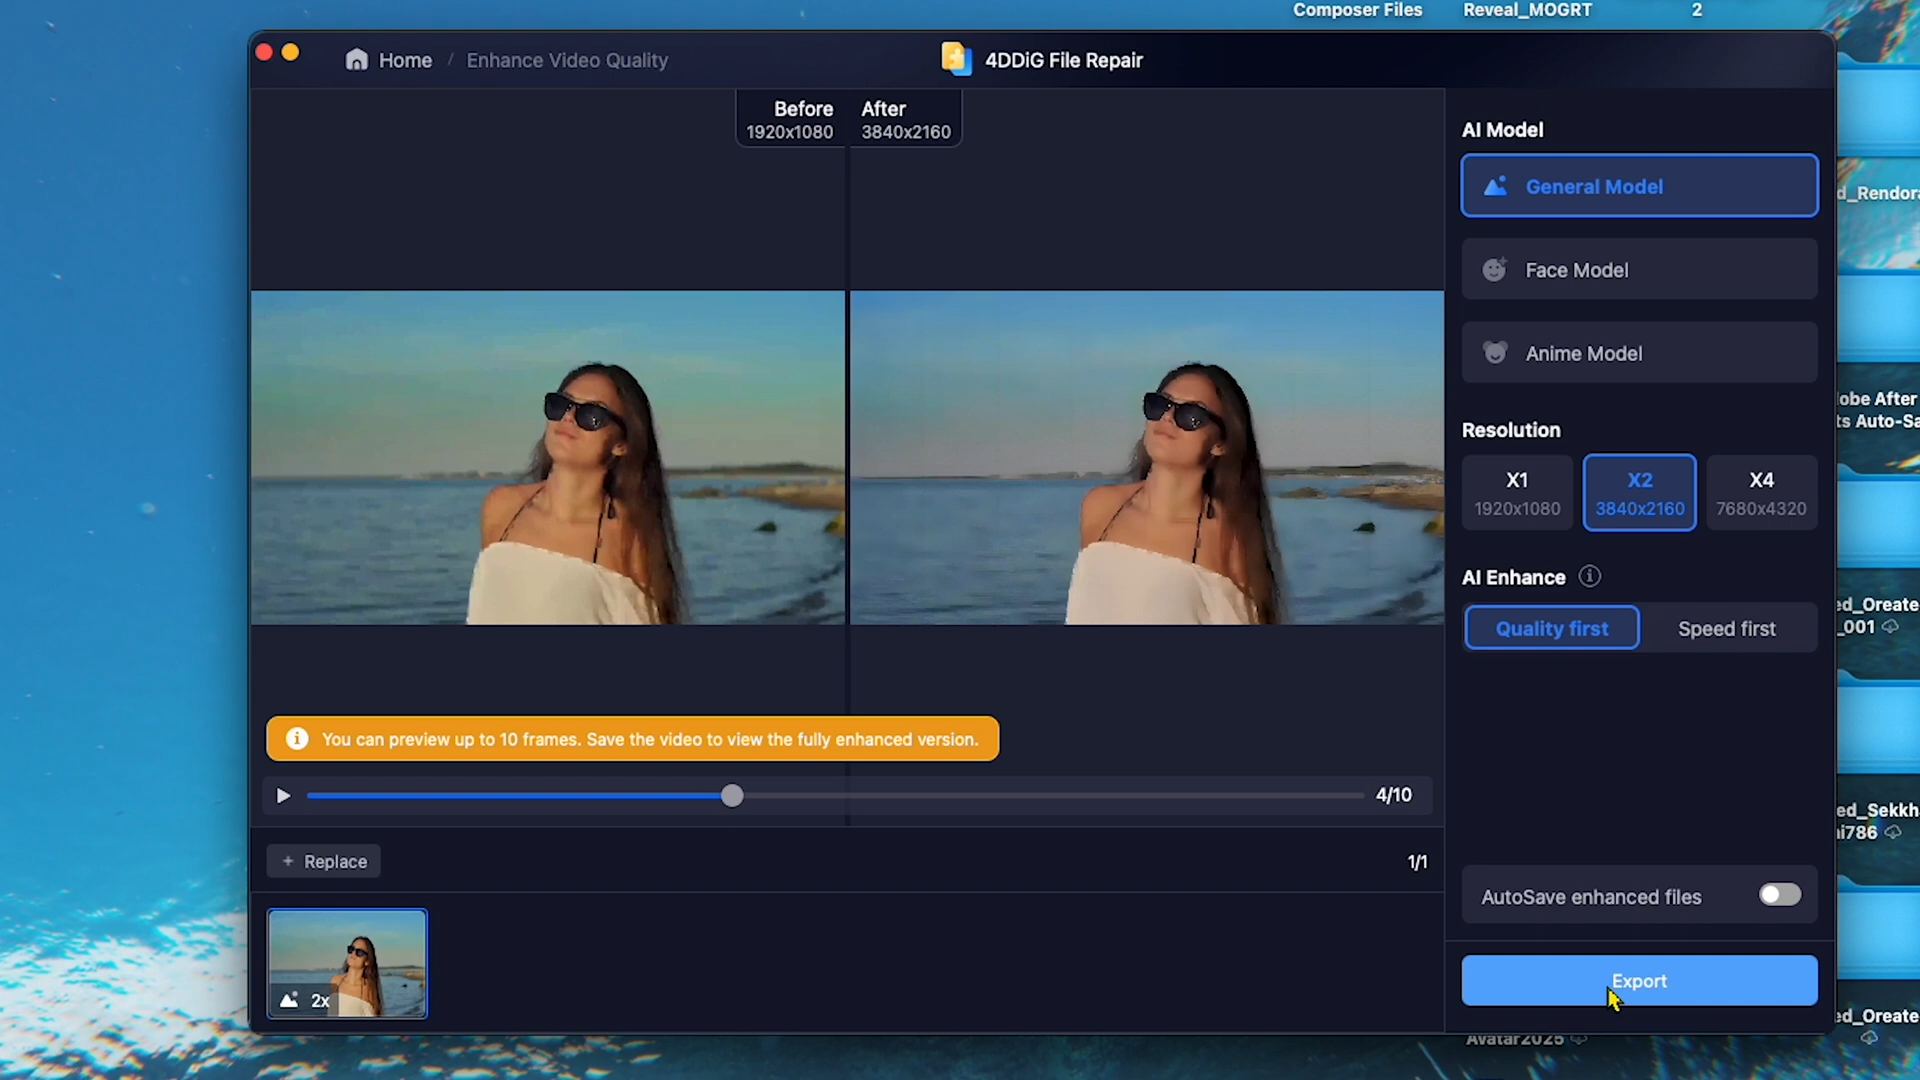 Composer Files
Reveal_MOGRT
2
Home / Enhance Video Quality
4DDiG File Repair
Before
1920x1080
After
3840x2160
AI Model
General Model
Face Model
Anime Model
Resolution
X1
1920x1080
X2
3840x2160
X4
7680x4320
AI Enhance
Quality first
Speed first
You can preview up to 10 frames. Save the video to view the fully enhanced version.
4/10
+ Replace
1/1
2x
AutoSave enhanced files
Export
d_Rendora
obe After
ts Auto-Sa
ed_Oreate
_001
ed_Sekkh
i786
ed_Oreate
Avatar2025